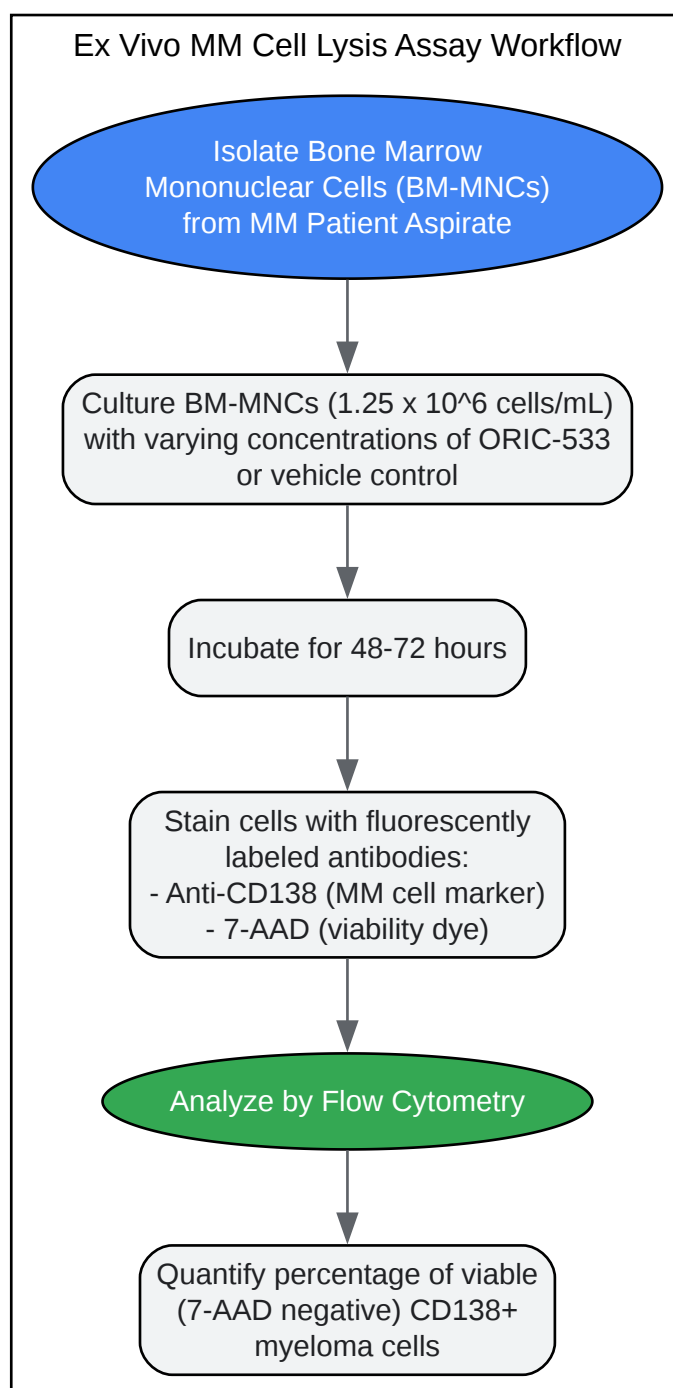 Ex Vivo MM Cell Lysis Assay Workflow
Isolate Bone Marrow
Mononuclear Cells (BM-MNCs)
from MM Patient Aspirate
Culture BM-MNCs (1.25 x 10^6 cells/mL)
with varying concentrations of ORIC-533
or vehicle control
Incubate for 48-72 hours
Stain cells with fluorescently
labeled antibodies:
- Anti-CD138 (MM cell marker)
- 7-AAD (viability dye)
Analyze by Flow Cytometry
Quantify percentage of viable
(7-AAD negative) CD138+
myeloma cells